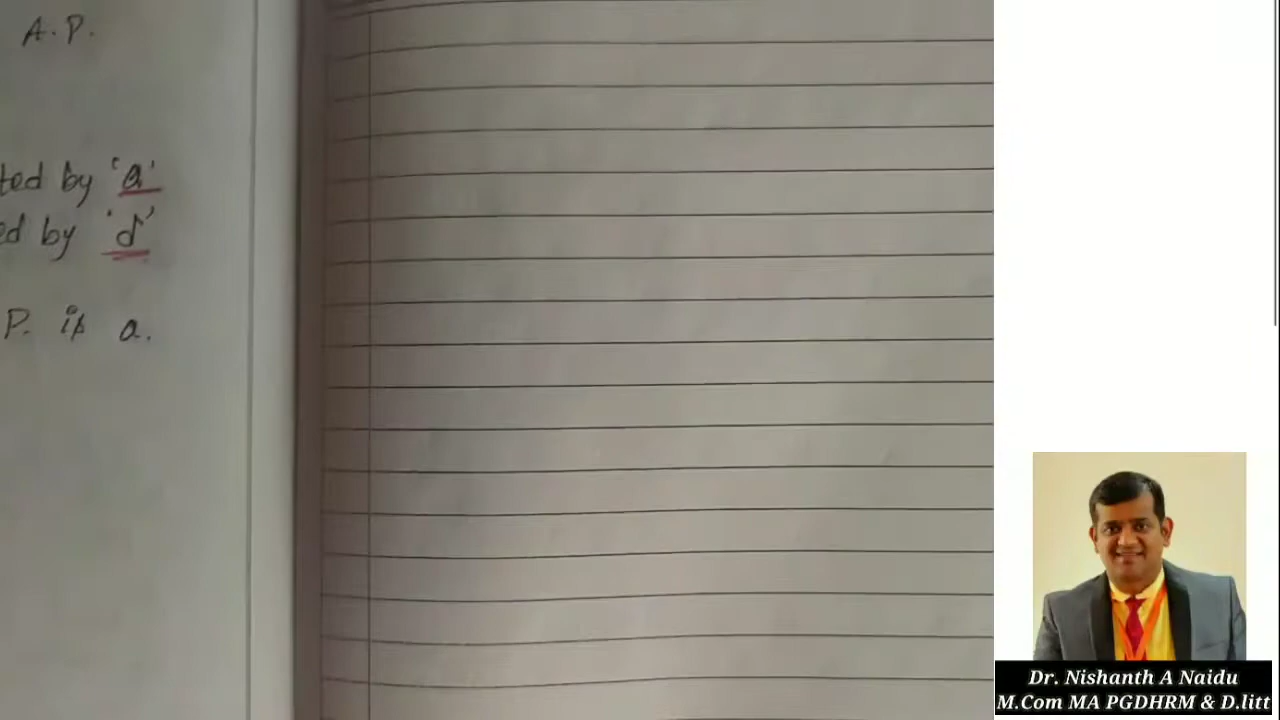 A.P.
ted by 'a'
ed by 'd'
P. is a.
Dr. Nishanth A Naidu
M.Com MA PGDHRM & D.litt